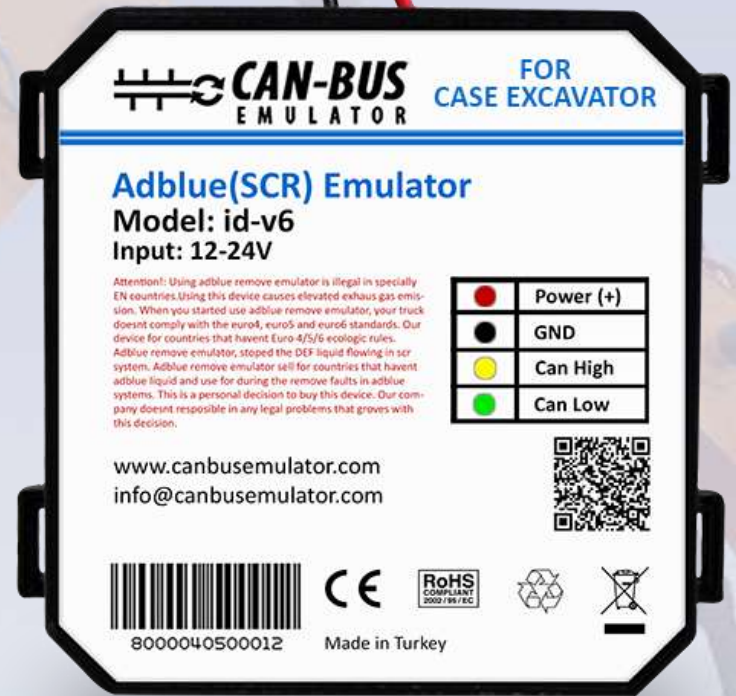 CAN-BUS
EMULATOR
FOR
CASE EXCAVATOR
Adblue(SCR) Emulator
Model: id-v6
Input: 12-24V
Attention!: Using adblue remove emulator is illegal in specially
EN countries.Using this device causes elevated exhaus gas emis-
sion. When you started use adblue remove emulator, your truck
doesnt comply with the euro4, euro5 and euro6 standards. Our
device for countries that havent Euro 4/5/6 ecologic rules.
Adblue remove emulator, stoped the DEF liquid flowing in scr
system. Adblue remove emulator sell for countries that havent
adblue liquid and use for during the remove faults in adblue
systems. This is a personal decision to buy this device. Our com-
pany doesnt resposible in any legal problems that groves with
this decision.
Power (+)
GND
Can High
Can Low
www.canbusemulator.com
info@canbusemulator.com
8000040500012
CE
RoHS
COMPLIANT
2002/95/EC
Made in Turkey